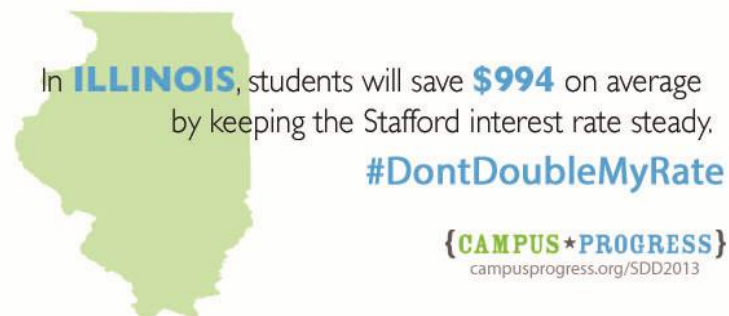 In ILLINOIS, students will save $994 on average
by keeping the Stafford interest rate steady.
#DontDoubleMyRate
{CAMPUS★PROGRESS}
campusprogress.org/SDD2013